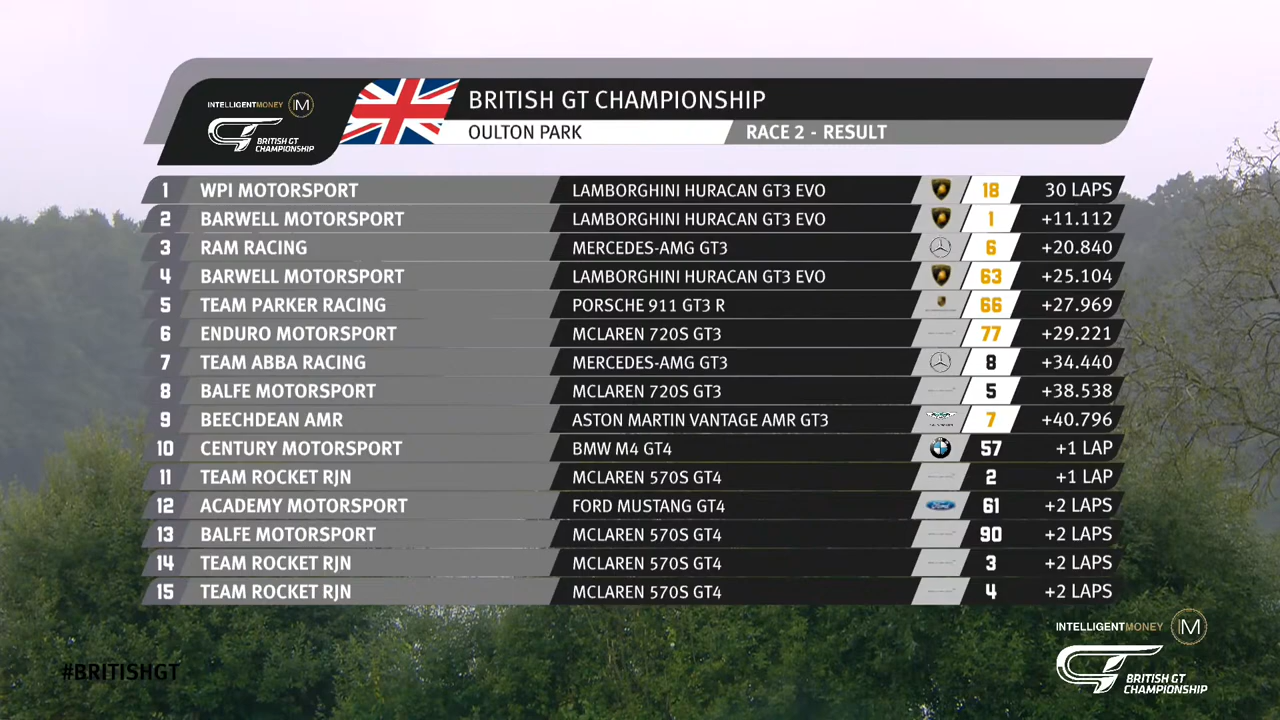 INTELLIGENTMONEY IM
BRITISH GT
CHAMPIONSHIP
BRITISH GT CHAMPIONSHIP
OULTON PARK RACE 2 - RESULT
1 WPI MOTORSPORT LAMBORGHINI HURACAN GT3 EVO 18 30 LAPS
2 BARWELL MOTORSPORT LAMBORGHINI HURACAN GT3 EVO 1 +11.112
3 RAM RACING MERCEDES-AMG GT3 6 +20.840
4 BARWELL MOTORSPORT LAMBORGHINI HURACAN GT3 EVO 63 +25.104
5 TEAM PARKER RACING PORSCHE 911 GT3 R 66 +27.969
6 ENDURO MOTORSPORT MCLAREN 720S GT3 77 +29.221
7 TEAM ABBA RACING MERCEDES-AMG GT3 8 +34.440
8 BALFE MOTORSPORT MCLAREN 720S GT3 5 +38.538
9 BEECHDEAN AMR ASTON MARTIN VANTAGE AMR GT3 7 +40.796
10 CENTURY MOTORSPORT BMW M4 GT4 57 +1 LAP
11 TEAM ROCKET RJN MCLAREN 570S GT4 2 +1 LAP
12 ACADEMY MOTORSPORT FORD MUSTANG GT4 Ford 61 +2 LAPS
13 BALFE MOTORSPORT MCLAREN 570S GT4 90 +2 LAPS
14 TEAM ROCKET RJN MCLAREN 570S GT4 3 +2 LAPS
15 TEAM ROCKET RJN MCLAREN 570S GT4 4 +2 LAPS
INTELLIGENTMONEY IM
#BRITISHGT
BRITISH GT
CHAMPIONSHIP